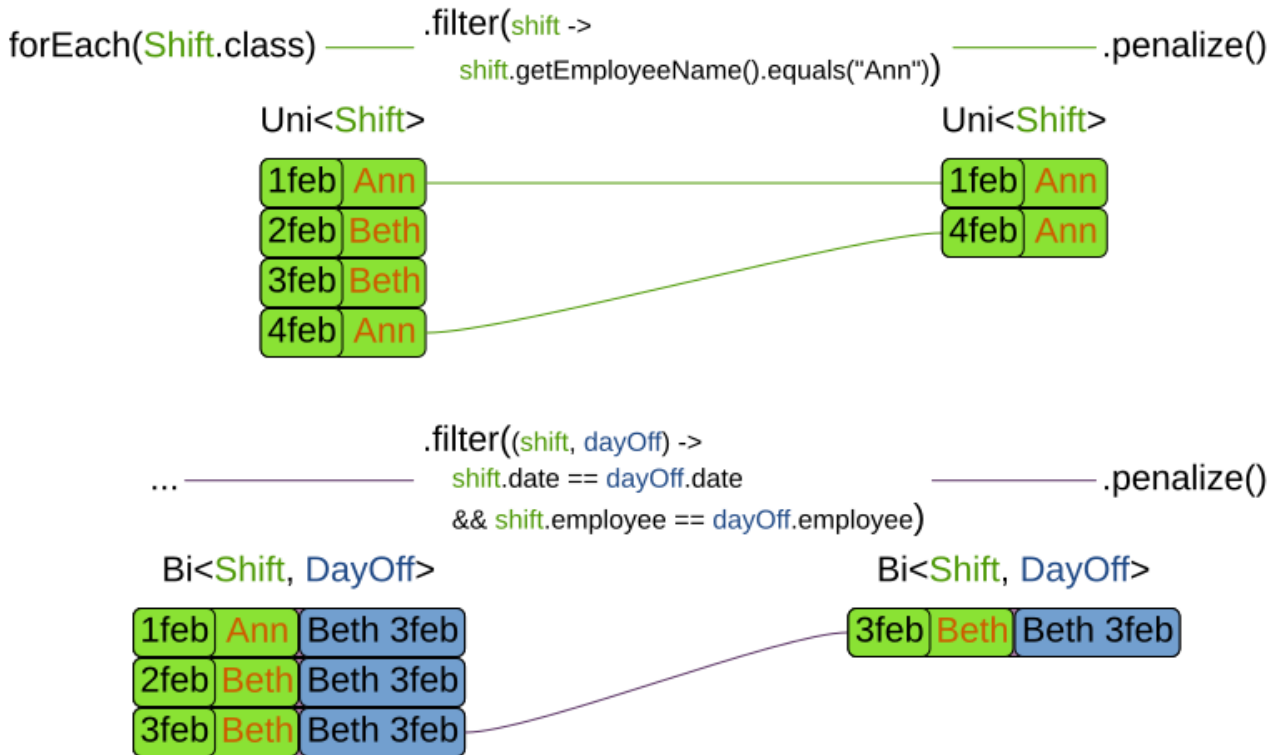 forEach(Shift.class) .filter(shift -> .penalize()
shift.getEmployeeName().equals("Ann"))
Uni<Shift> Uni<Shift>
1feb Ann 1feb Ann
2feb Beth 4feb Ann
3feb Beth
4feb Ann
.filter((shift, dayOff) ->
... shift.date == dayOff.date .penalize()
&& shift.employee == dayOff.employee)
Bi<Shift, DayOff> Bi<Shift, DayOff>
1feb Ann Beth 3feb 3feb Beth Beth 3feb
2feb Beth Beth 3feb
3feb Beth Beth 3feb